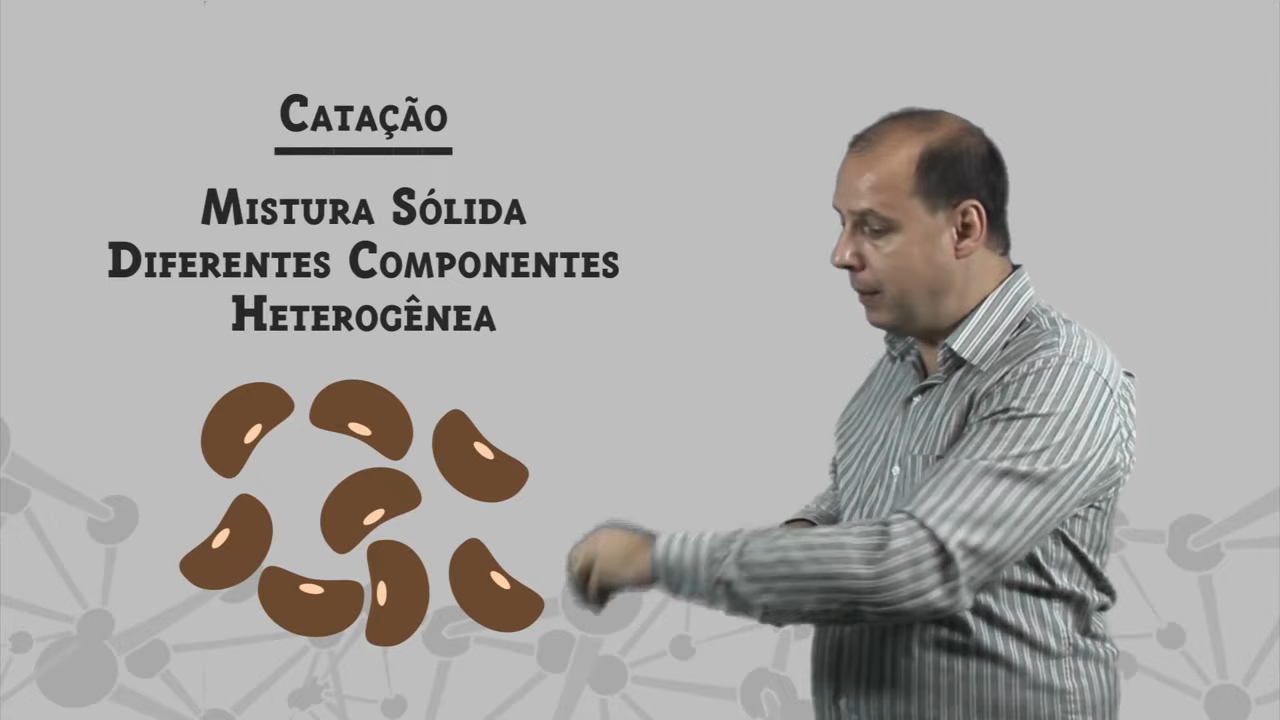 Catação
Mistura Sólida
Diferentes Componentes
Heterogênea